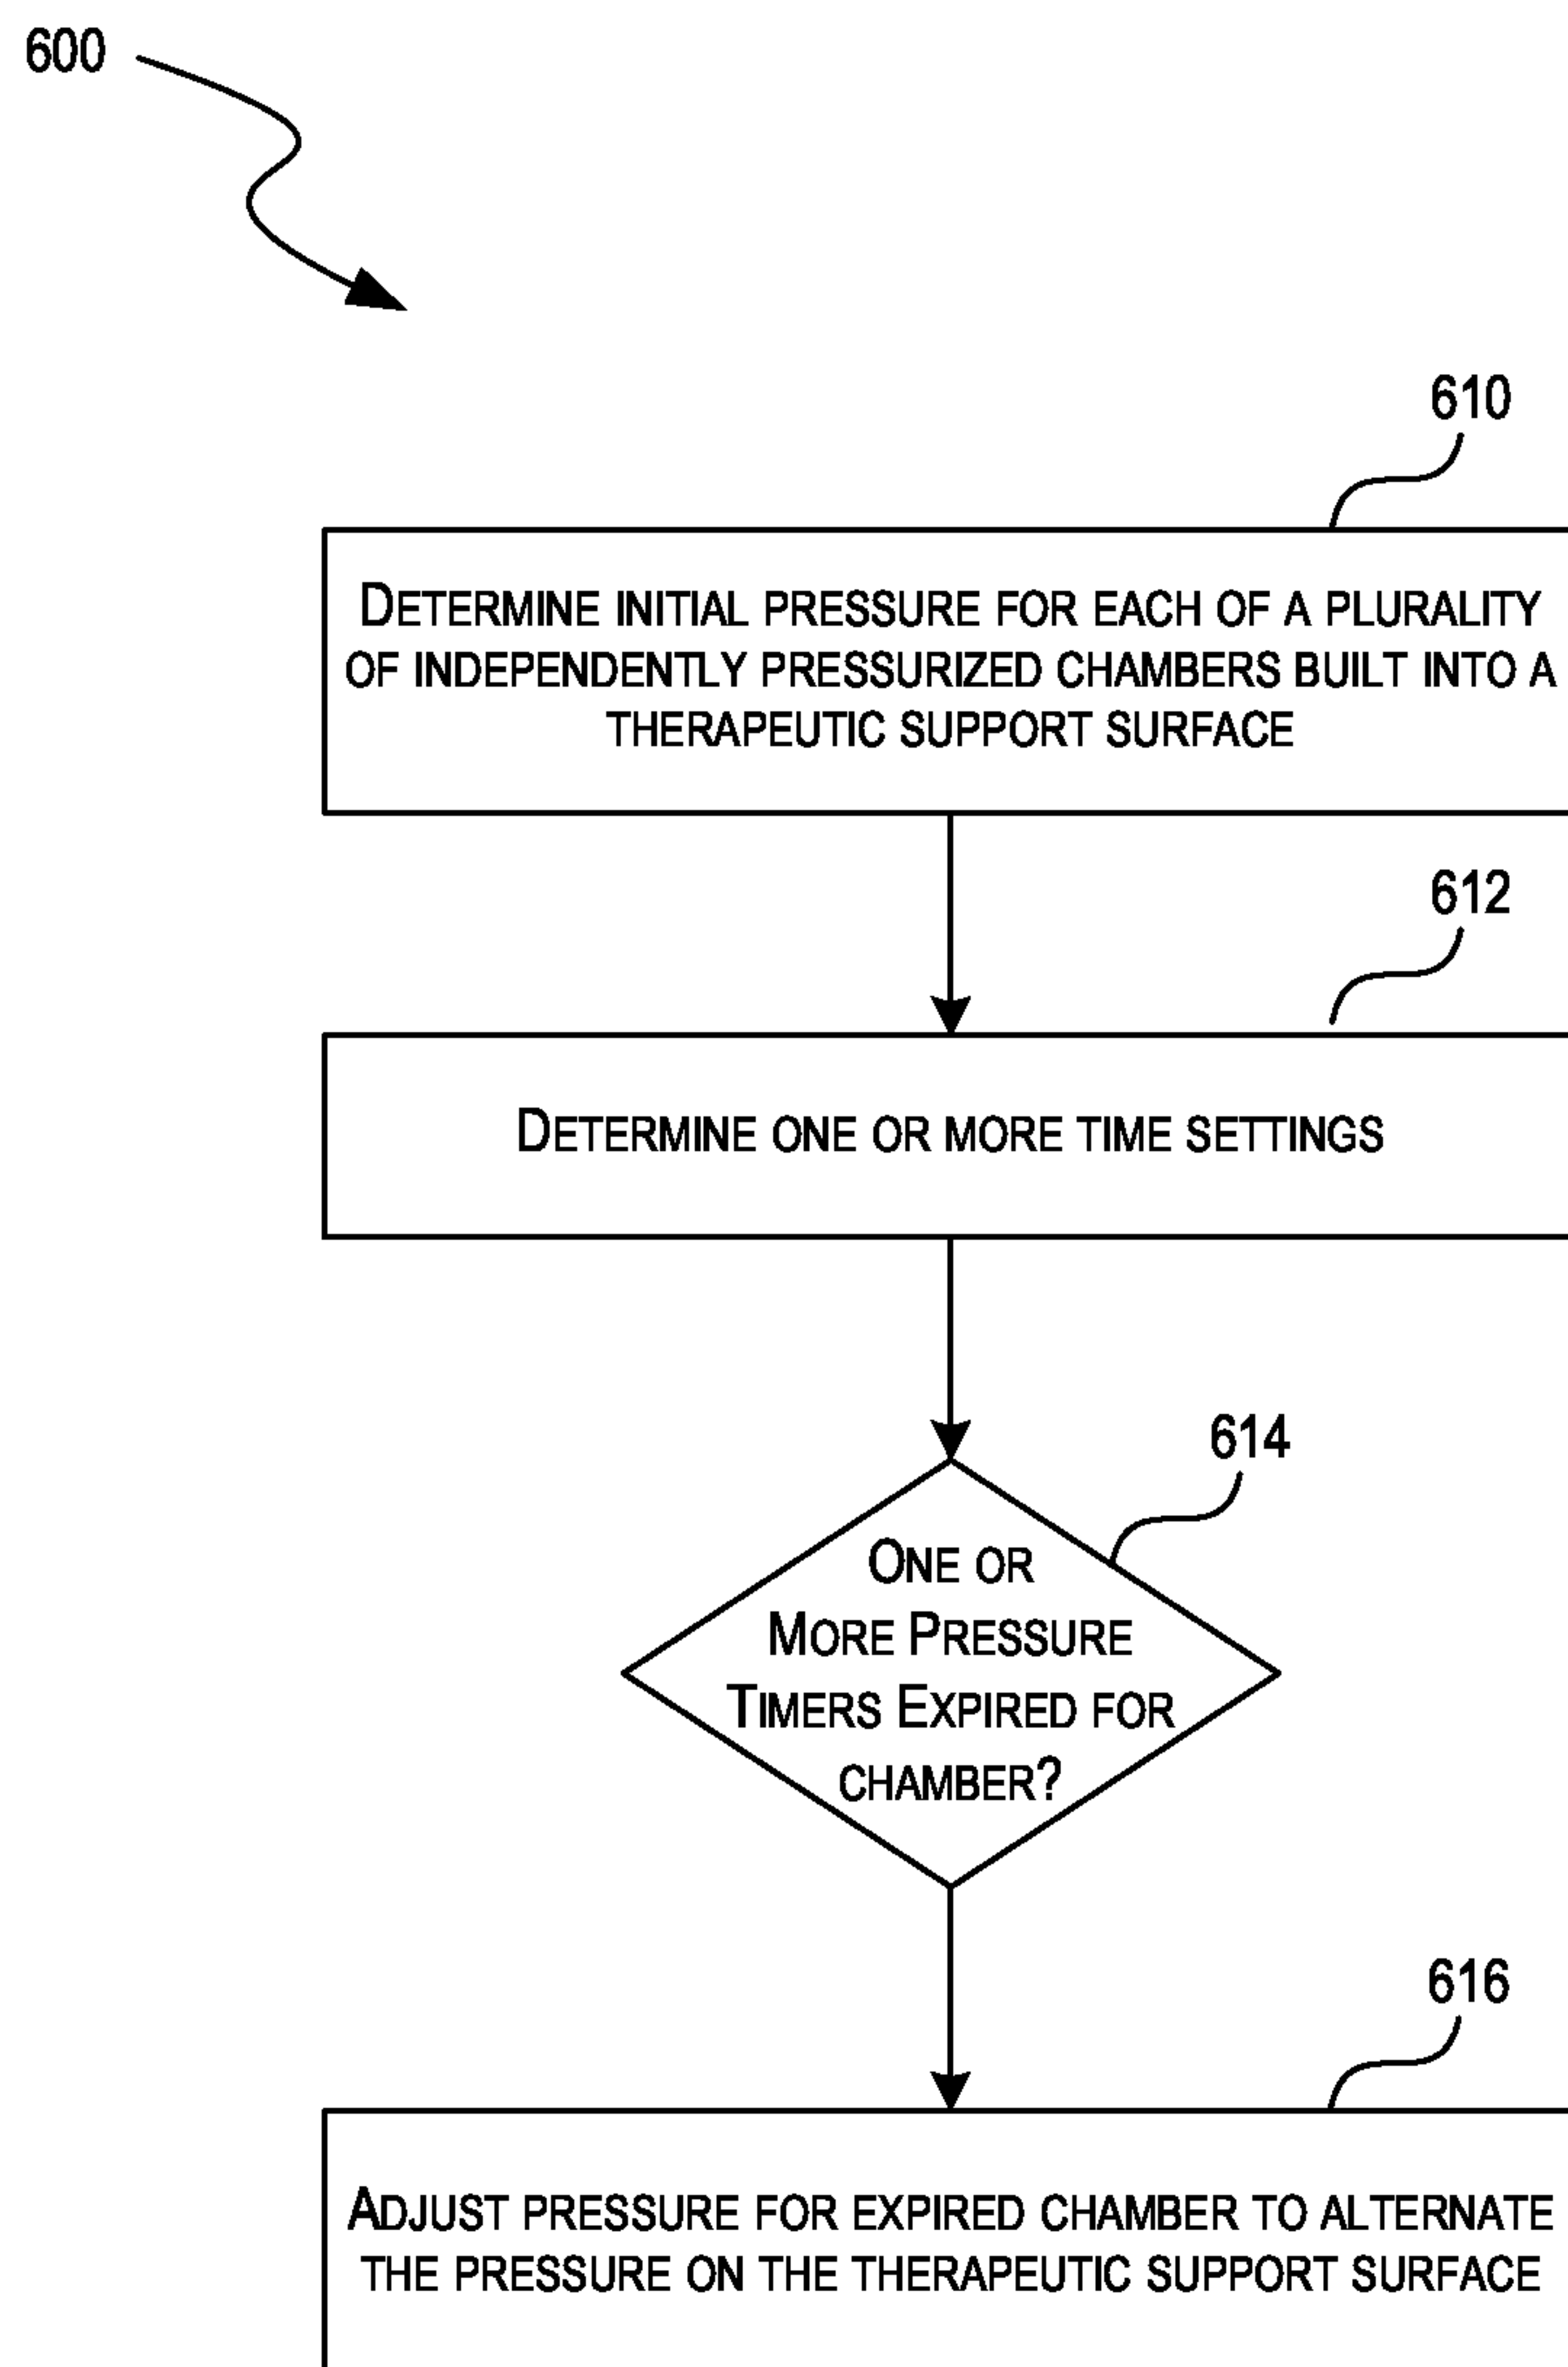 600
610
Determine initial pressure for each of a plurality
of independently pressurized chambers built into a
therapeutic support surface
612
Determine one or more time settings
614
One or
More Pressure
Timers Expired for
chamber?
616
Adjust pressure for expired chamber to alternate
the pressure on the therapeutic support surface